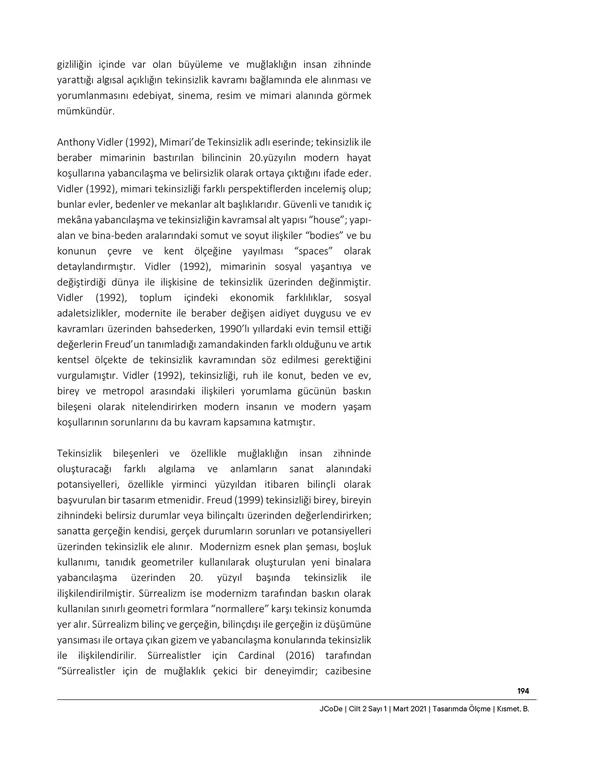 gizliliğin içinde var olan büyüleme ve muğlaklığın insan zihninde
yarattığı algısal açıklığın tekinsizlik kavramı bağlamında ele alınması ve
yorumlanmasını edebiyat, sinema, resim ve mimari alanında görmek
mümkündür.
Anthony Vidler (1992), Mimari’de Tekinsizlik adlı eserinde; tekinsizlik ile
beraber mimarinin bastırılan bilincinin 20.yüzyılın modern hayat
koşullarına yabancılaşma ve belirsizlik olarak ortaya çıktığını ifade eder.
Vidler (1992), mimari tekinsizliği farklı perspektiflerden incelemiş olup;
bunlar evler, bedenler ve mekanlar alt başlıklarıdır. Güvenli ve tanıdık iç
mekâna yabancılaşma ve tekinsizliğin kavramsal alt yapısı “house”; yapı-
alan ve bina-beden aralarındaki somut ve soyut ilişkiler “bodies” ve bu
konunun çevre ve kent ölçeğine yayılması “spaces” olarak
detaylandırmıştır. Vidler (1992), mimarinin sosyal yaşantıya ve
değiştirdiği dünya ile ilişkisine de tekinsizlik üzerinden değinmiştir.
Vidler (1992), toplum içindeki ekonomik farklılıklar, sosyal
adaletsizlikler, modernite ile beraber değişen aidiyet duygusu ve ev
kavramları üzerinden bahsederken, 1990’lı yıllardaki evin temsil ettiği
değerlerin Freud’un tanımladığı zamandakinden farklı olduğunu ve artık
kentsel ölçekte de tekinsizlik kavramından söz edilmesi gerektiğini
vurgulamıştır. Vidler (1992), tekinsizliği, ruh ile konut, beden ve ev,
birey ve metropol arasındaki ilişkileri yorumlama gücünün baskın
bileşeni olarak nitelendirirken modern insanın ve modern yaşam
koşullarının sorunlarını da bu kavram kapsamına katmıştır.
Tekinsizlik bileşenleri ve özellikle muğlaklığın insan zihninde
oluşturacağı farklı algılama ve anlamların sanat alanındaki
potansiyelleri, özellikle yirminci yüzyıldan itibaren bilinçli olarak
başvurulan bir tasarım etmenidir. Freud (1999) tekinsizliği birey, bireyin
zihnindeki belirsiz durumlar veya bilinçaltı üzerinden değerlendirirken;
sanatta gerçeğin kendisi, gerçek durumların sorunları ve potansiyelleri
üzerinden tekinsizlik ele alınır. Modernizm esnek plan şeması, boşluk
kullanımı, tanıdık geometriler kullanılarak oluşturulan yeni binalara
yabancılaşma üzerinden 20. yüzyıl başında tekinsizlik ile
ilişkilendirilmiştir. Sürrealizm ise modernizm tarafından baskın olarak
kullanılan sınırlı geometri formlara “normallere” karşı tekinsiz konumda
yer alır. Sürrealizm bilinç ve gerçeğin, bilinçdışı ile gerçeğin iz düşümüne
yansıması ile ortaya çıkan gizem ve yabancılaşma konularında tekinsizlik
ile ilişkilidir. Sürrealistler için Cardinal (2016) tarafından
“Sürrealistler için de muğlaklık çekici bir deneyimdir; cazibesine
194
JCoDe | Cilt 2 Sayı 1 | Mart 2021 | Tasarımda Ölçme | Kısmet, B.